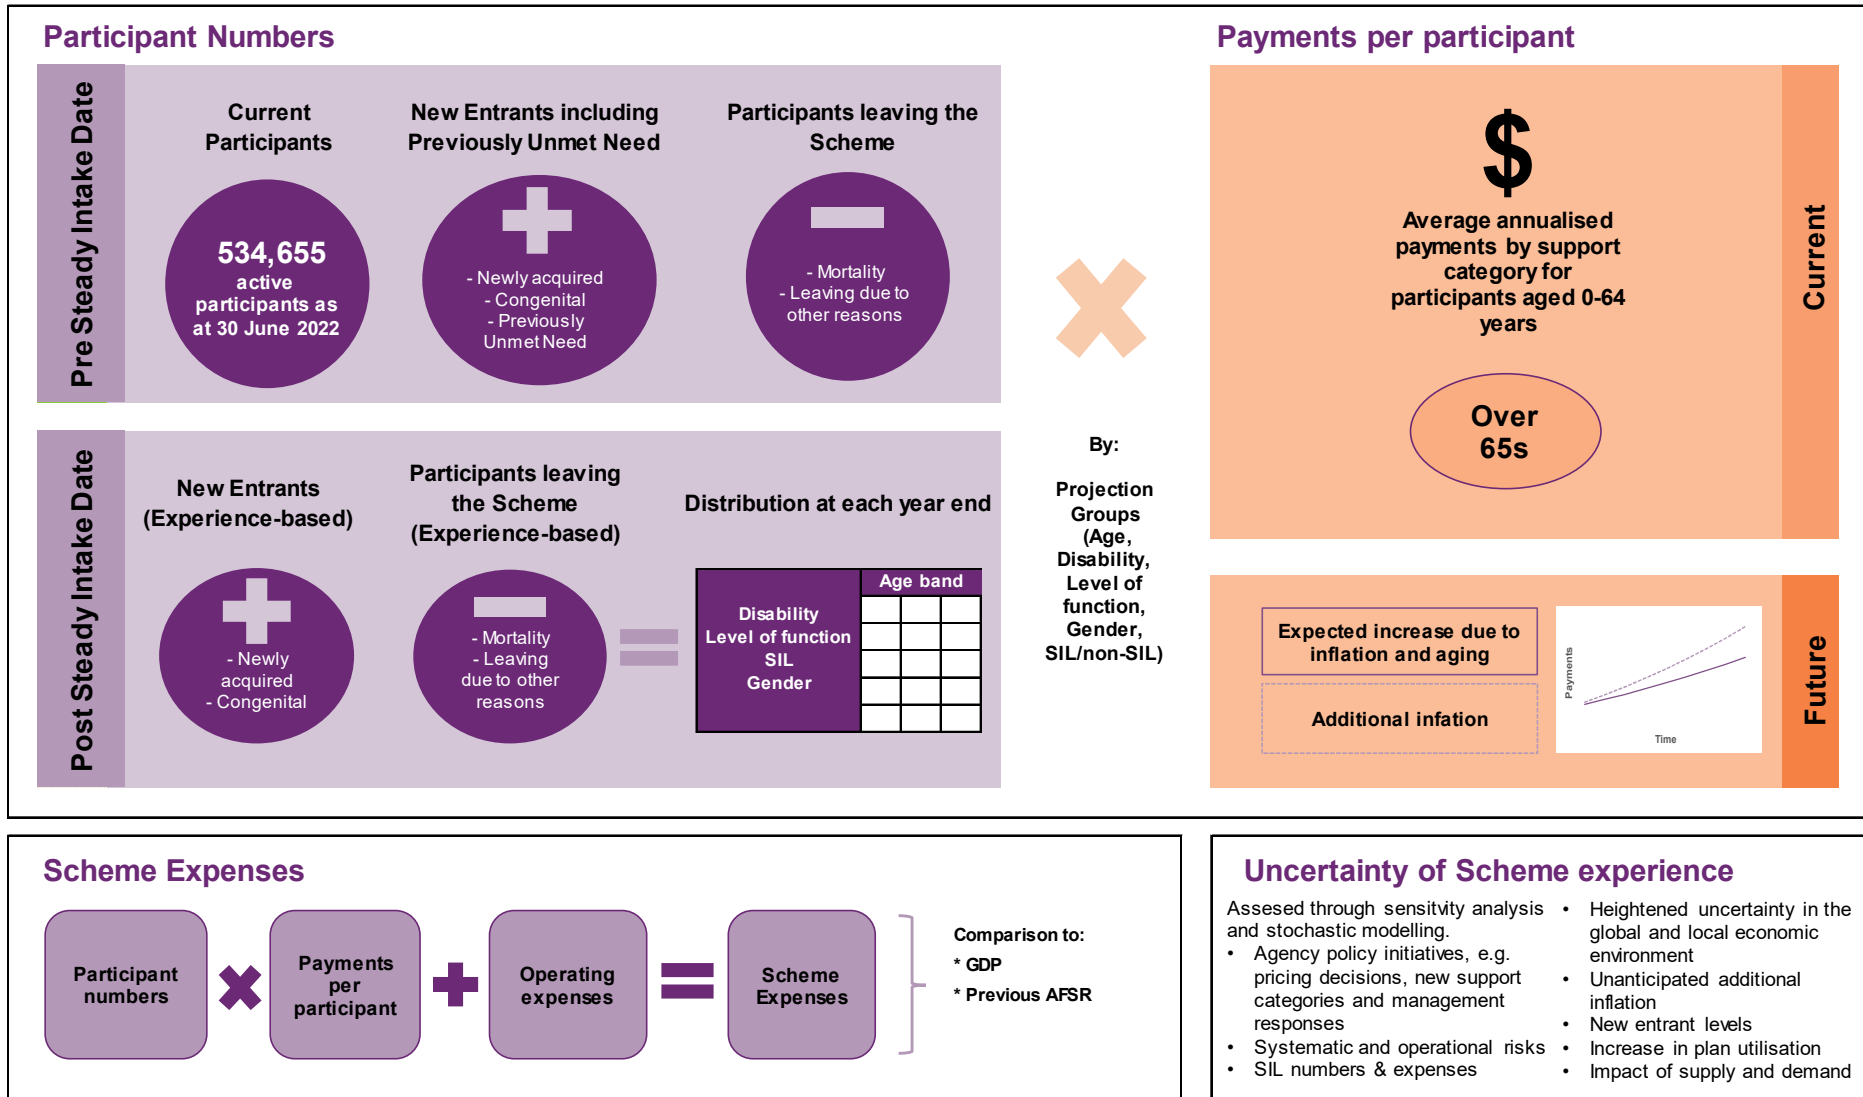 Participant Numbers
Pre Steady Intake Date
Current
Participants
534,655
active
participants as
at 30 June 2022
New Entrants including
Previously Unmet Need
- Newly acquired
- Congenital
- Previously
Unmet Need
Participants leaving the
Scheme
- Mortality
- Leaving due to
other reasons
Post Steady Intake Date
New Entrants
(Experience-based)
- Newly
acquired
- Congenital
Participants leaving
the Scheme
(Experience-based)
- Mortality
- Leaving
due to other
reasons
Distribution at each year end
Age band
Disability
Level of function
SIL
Gender
By:
Projection
Groups
(Age,
Disability,
Level of
function,
Gender,
SIL/non-SIL)
Payments per participant
$
Average annualised
payments by support
category for
participants aged 0-64
years
Over
65s
Current
Expected increase due to
inflation and aging
Additional infation
Payments
Time
Future
Scheme Expenses
Participant
numbers
Payments
per
participant
Operating
expenses
Scheme
Expenses
Comparison to:
* GDP
* Previous AFSR
Uncertainty of Scheme experience
Assesed through sensitvity analysis
and stochastic modelling.
• Agency policy initiatives, e.g.
pricing decisions, new support
categories and management
responses
• Systematic and operational risks
• SIL numbers & expenses
• Heightened uncertainty in the
global and local economic
environment
• Unanticipated additional
inflation
• New entrant levels
• Increase in plan utilisation
• Impact of supply and demand